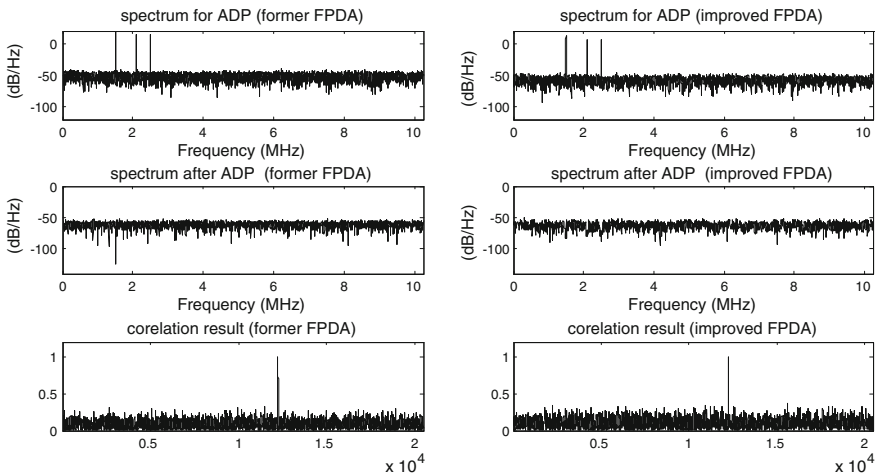 spectrum for ADP (former FPDA)
(dB/Hz)
0
-50
-100
0 2 4 6 8 10
Frequency (MHz)
spectrum for ADP (improved FPDA)
(dB/Hz)
0
-50
-100
0 2 4 6 8 10
Frequency (MHz)
spectrum after ADP (former FPDA)
(dB/Hz)
0
-50
-100
0 2 4 6 8 10
Frequency (MHz)
spectrum after ADP (improved FPDA)
(dB/Hz)
0
-50
-100
0 2 4 6 8 10
Frequency (MHz)
corelation result (former FPDA)
1
0.5
0
0.5 1 1.5 2
x 10⁴
corelation result (improved FPDA)
1
0.5
0
0.5 1 1.5 2
x 10⁴